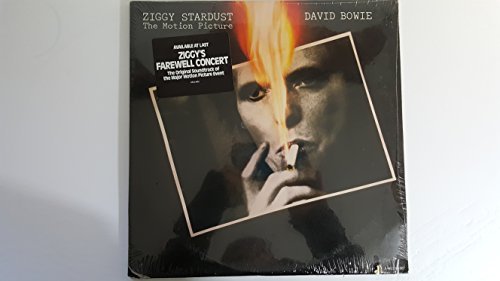 ZIGGY STARDUST
The Motion Picture
DAVID BOWIE
AVAILABLE AT LAST
ZIGGY'S
FAREWELL CONCERT
The Original Soundtrack of
the Major Motion Picture Event